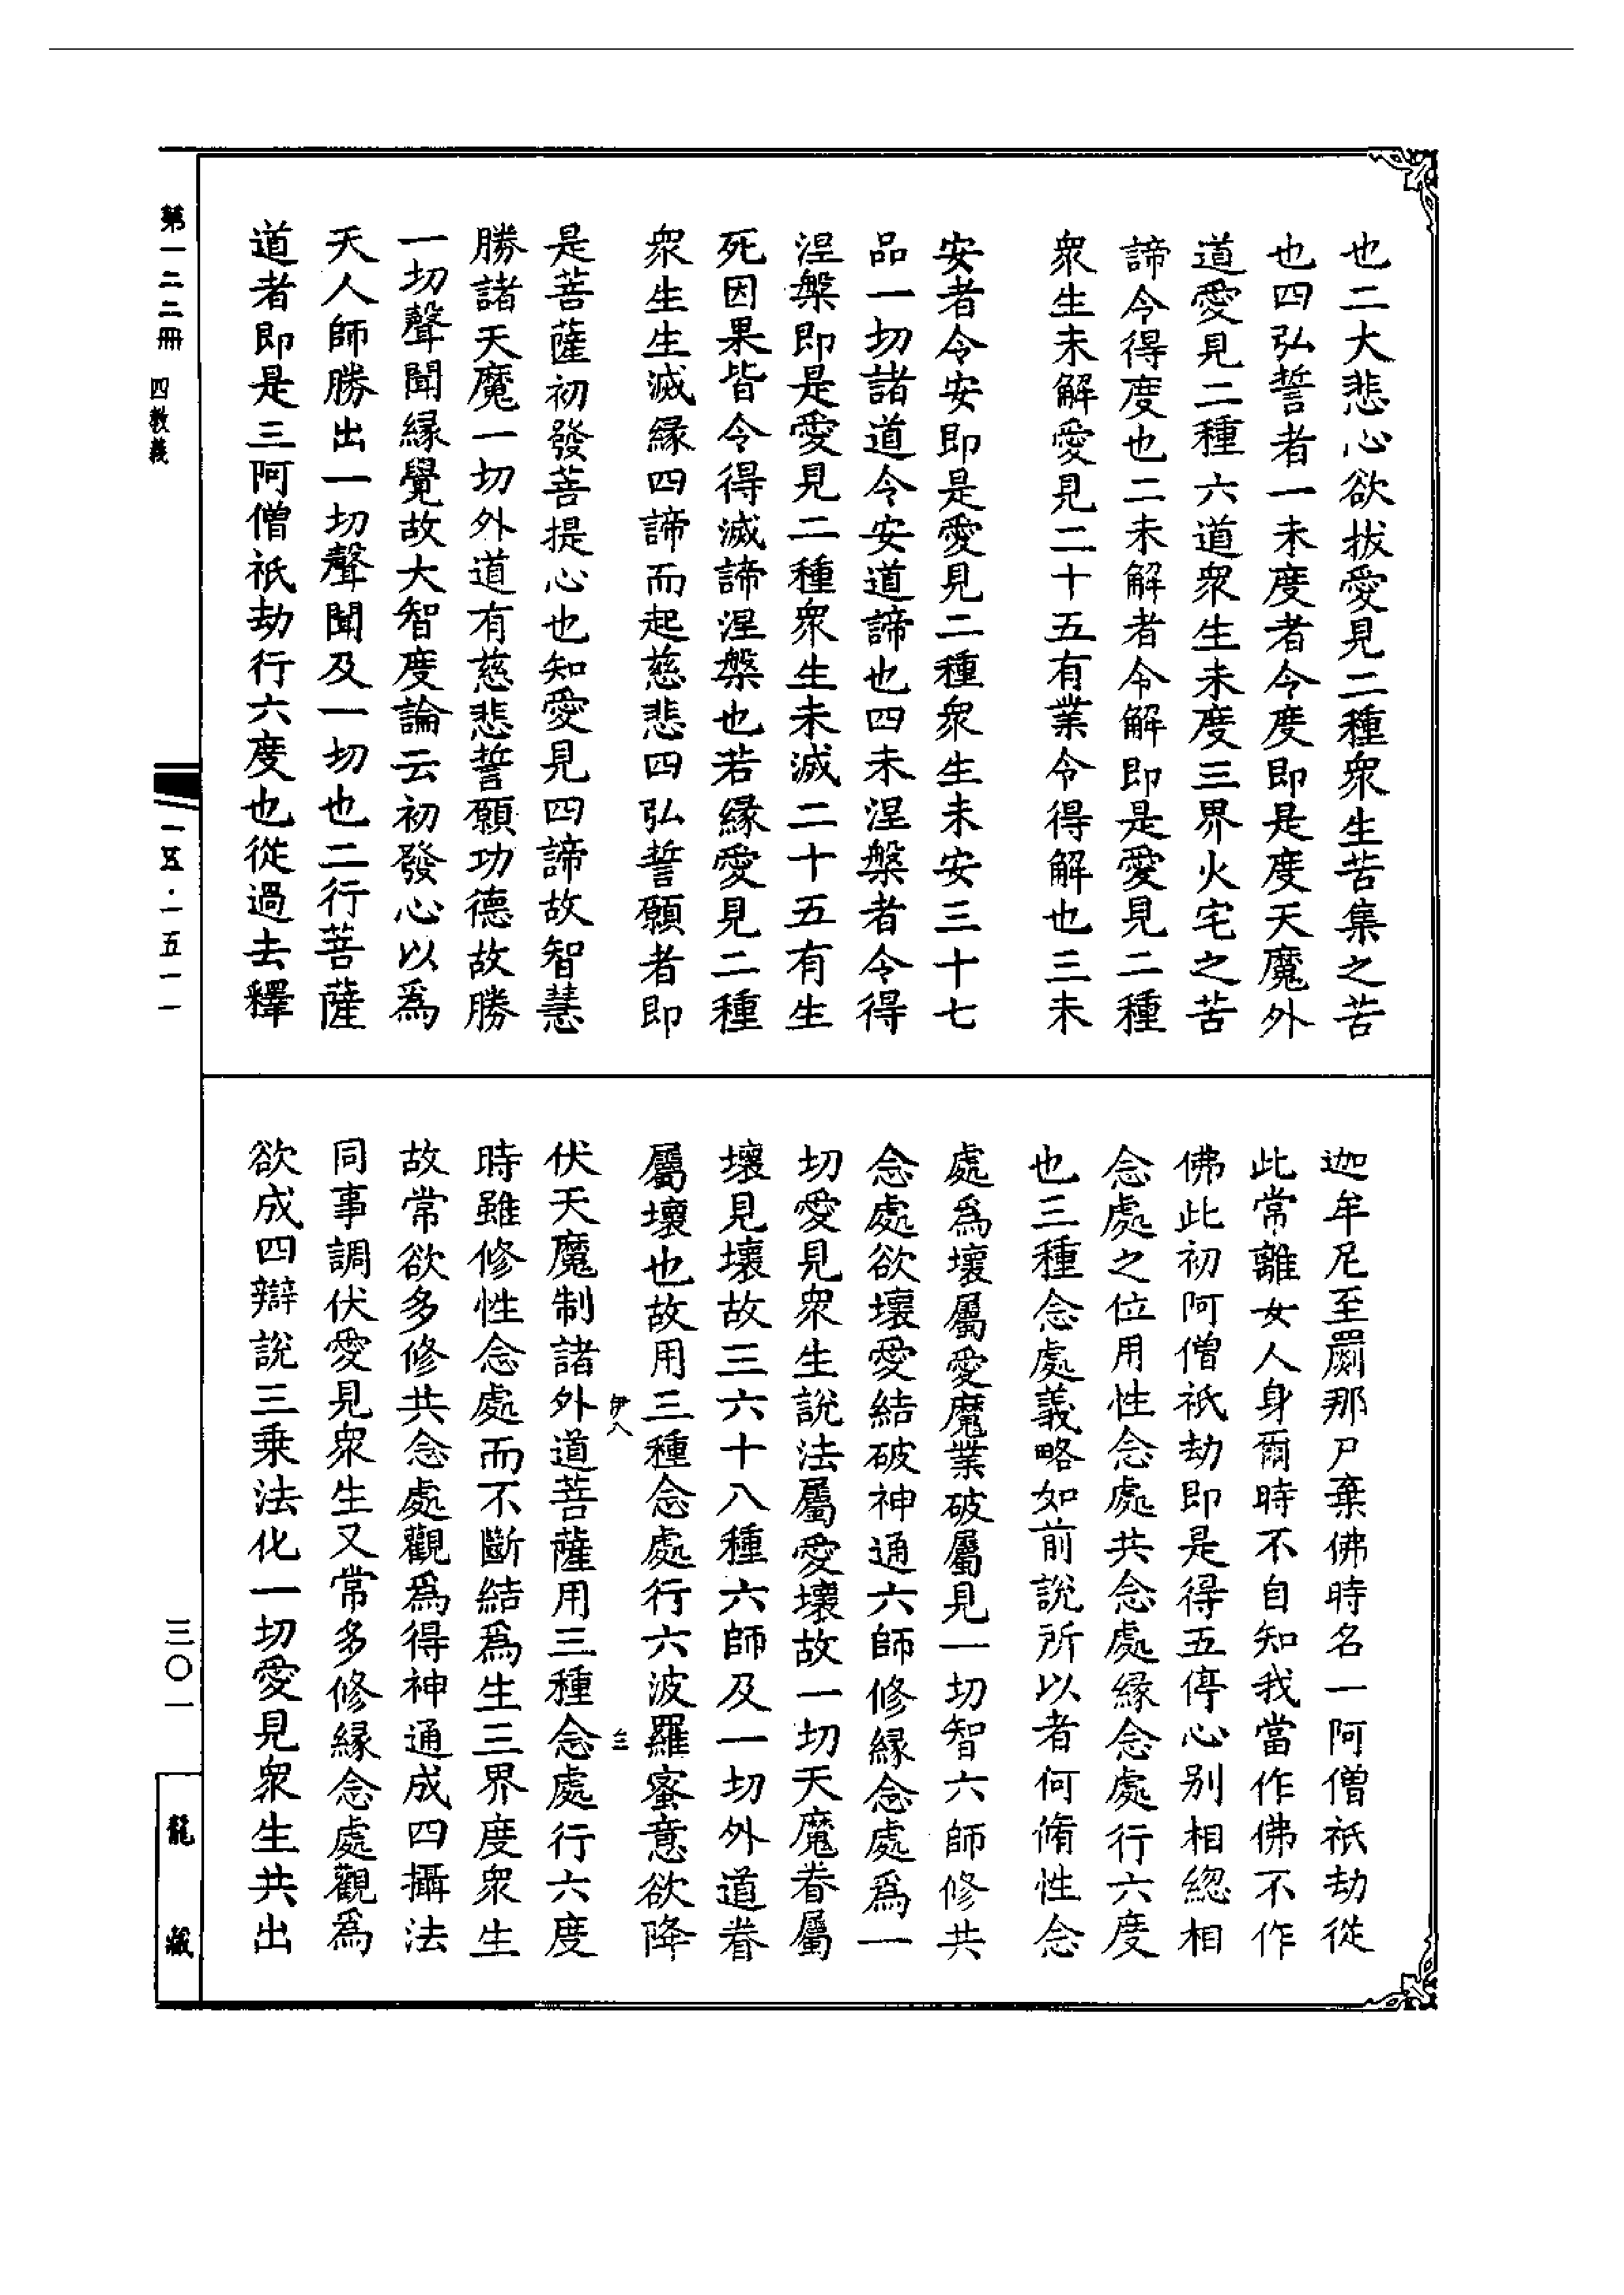 也二大悲心欲拔愛見二種衆生苦集之苦
也四弘誓者一未度者令度即是度天魔外
道愛見二種六道衆生未度三界火宅之苦
諦令得度也二未解者令解即是愛見二種
衆生未解愛見二十五有業令得解也三未
安者令安即是愛見二種衆生未安三十七
品一切諸道令安道諦也四未涅槃者令得
涅槃即是愛見二種衆生未滅二十五有生
死因果皆令得滅諦涅槃也若緣愛見二種
衆生生滅緣四諦而起慈悲四弘誓願者即
是菩薩初發菩提心也知愛見四諦故智慧
勝諸天魔一切外道有慈悲誓願功德故勝
一切聲聞緣覺故大智度論云初發心以爲
天人師勝出一切聲聞及一切也二行菩薩
道者即是三阿僧祇劫行六度也從過去釋
迦牟尼至罽那尸棄佛時名一阿僧祇劫從
此常離女人身爾時不自知我當作佛不作
佛此初阿僧祇劫即是得五停心別相總相
念處之位用性念處共念處緣念處行六度
也三種念處義略如前說所以者何脩性念
處爲壞屬愛魔業破屬見一切智六師修共
念處欲壞愛結破神通六師修緣念處爲一
切愛見衆生說法屬愛壞故一切天魔眷屬
壞見壞故三六十八種六師及一切外道眷
屬壞也故用三種念處行六波羅蜜意欲降
伊八
三
伏天魔制諸外道菩薩用三種念處行六度
時雖修性念處而不斷結爲生三界度衆生
故常欲多修共念處觀爲得神通成四攝法
同事調伏愛見衆生又常多修緣念處觀爲
欲成四辯說三乘法化一切愛見衆生共出
第一二二冊
四教義
一五·一五一一
三〇一
龍藏